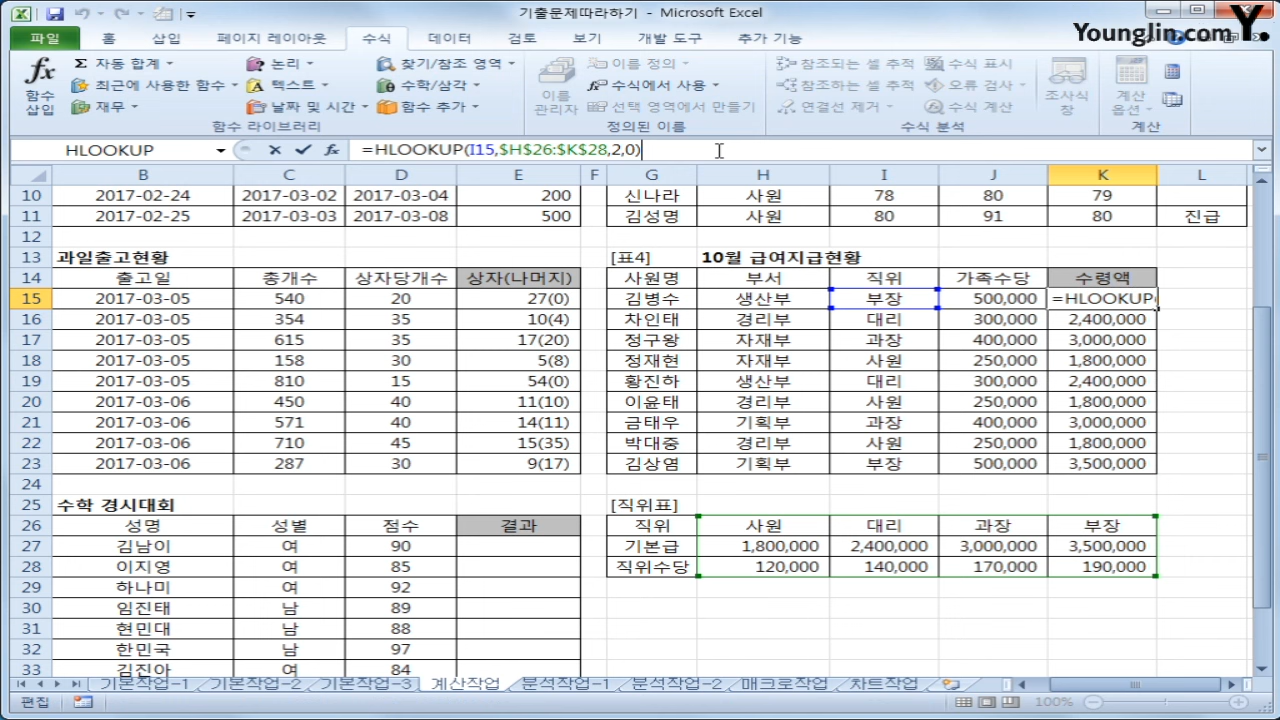 기출문제따라하기 - Microsoft Excel
Younglin.com Y.
파일 홈 삽입 페이지 레이아웃 수식 데이터 검토 보기 개발 도구 추가 기능
fx 함수 삽입
Σ 자동 합계 논리 찾기/참조 영역
최근에 사용한 함수 텍스트 수학/삼각
재무 날짜 및 시간 함수 추가
함수 라이브러리
이름 관리자
이름 정의
수식에서 사용
선택 영역에서 만들기
정의된 이름
참조되는 셀 추적 수식 표시
참조하는 셀 추적 오류 검사
연결선 제거 수식 계산
수식 분석
조사식 창
계산 옵션
계산
HLOOKUP fx =HLOOKUP(I15,$H$26:$K$28,2,0)
B C D E F G H I J K L
10 2017-02-24 2017-03-02 2017-03-04 200 신나라 사원 78 80 79
11 2017-02-25 2017-03-03 2017-03-08 500 김성명 사원 80 91 80 진급
12
13 과일출고현황 [표4] 10월 급여지급현황
14 출고일 총개수 상자당개수 상자(나머지) 사원명 부서 직위 가족수당 수령액
15 2017-03-05 540 20 27(0) 김병수 생산부 부장 500,000 =HLOOKUP(
16 2017-03-05 354 35 10(4) 차인태 경리부 대리 300,000 2,400,000
17 2017-03-05 615 35 17(20) 정구왕 자재부 과장 400,000 3,000,000
18 2017-03-05 158 30 5(8) 정재현 자재부 사원 250,000 1,800,000
19 2017-03-05 810 15 54(0) 황진하 생산부 대리 300,000 2,400,000
20 2017-03-06 450 40 11(10) 이윤태 경리부 사원 250,000 1,800,000
21 2017-03-06 571 40 14(11) 금태우 기획부 과장 400,000 3,000,000
22 2017-03-06 710 45 15(35) 박대중 경리부 사원 250,000 1,800,000
23 2017-03-06 287 30 9(17) 김상염 기획부 부장 500,000 3,500,000
24
25 수학 경시대회 [직위표]
26 성명 성별 점수 결과 직위 사원 대리 과장 부장
27 김남이 여 90 기본급 1,800,000 2,400,000 3,000,000 3,500,000
28 이지영 여 85 직위수당 120,000 140,000 170,000 190,000
29 하나미 여 92
30 임진태 남 89
31 현민대 남 88
32 한민국 남 97
33 김진아 여 84
기본작업-1 기본작업-2 기본작업-3 계산작업 분석작업-1 분석작업-2 매크로작업 차트작업
편집 100%